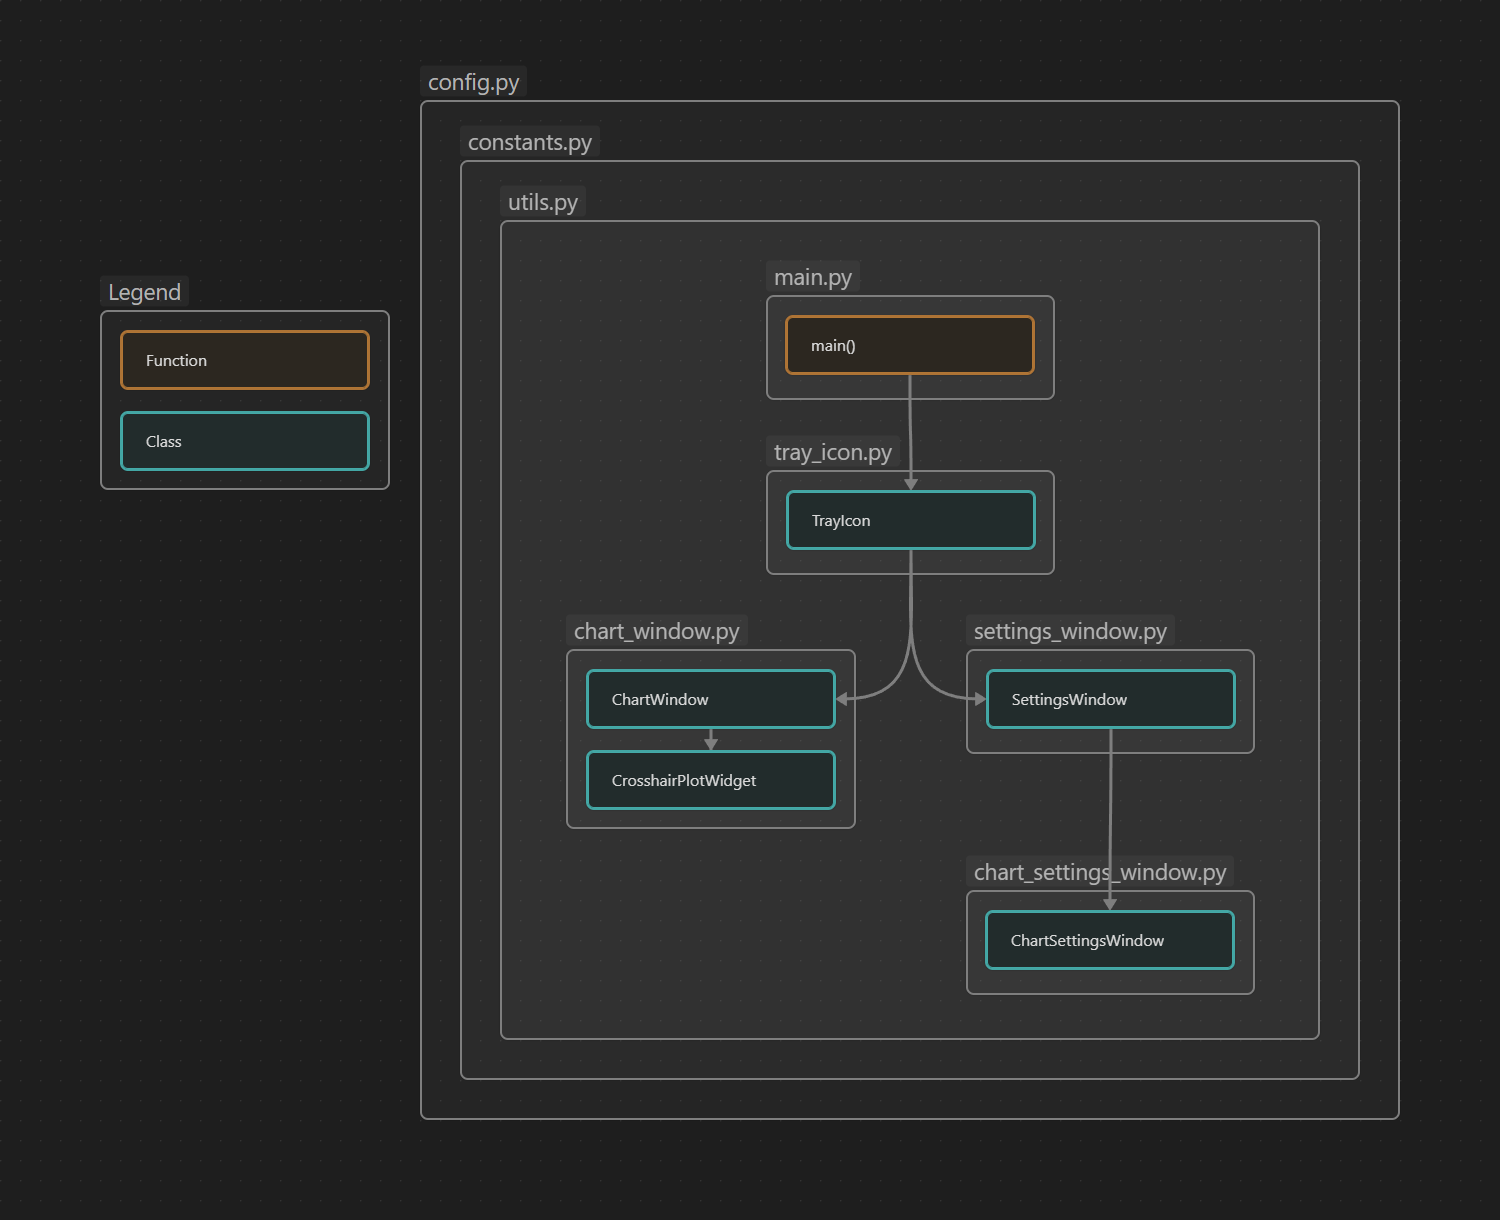 config.py
constants.py
utils.py
main.py
main()
Legend
Function
Class
tray_icon.py
TrayIcon
chart_window.py
ChartWindow
CrosshairPlotWidget
settings_window.py
SettingsWindow
chart_settings_window.py
ChartSettingsWindow